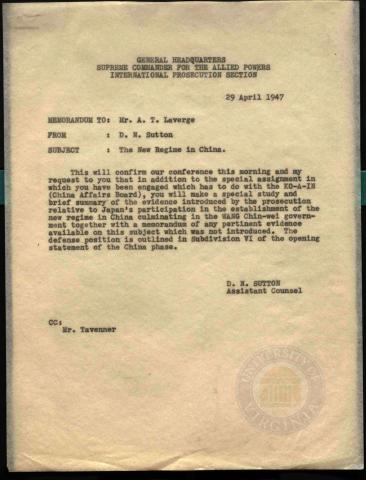 GENERAL HEADQUARTERS
SUPREME COMMANDER FOR THE ALLIED POWERS
INTERNATIONAL PROSECUTION SECTION
29 April 1947
MEMORANDUM TO: Mr. A. T. Laverge
FROM : D. N. Sutton
SUBJECT : The New Regime in China.
This will confirm our conference this morning and my
request to you that in addition to the special assignment in
which you have been engaged which has to do with the KO-A-IN
(China Affairs Board), you will make a special study and
brief summary of the evidence introduced by the prosecution
relative to Japan's participation in the establishment of the
new regime in China culminating in the WANG Chin-wei govern-
ment together with a memorandum of any pertinent evidence
available on this subject which was not introduced. The
defense position is outlined in Subdivision VI of the opening
statement of the China phase.
D. N. SUTTON
Assistant Counsel
CC:
Mr. Tavenner
UNIVERSITY OF
VIRGINIA